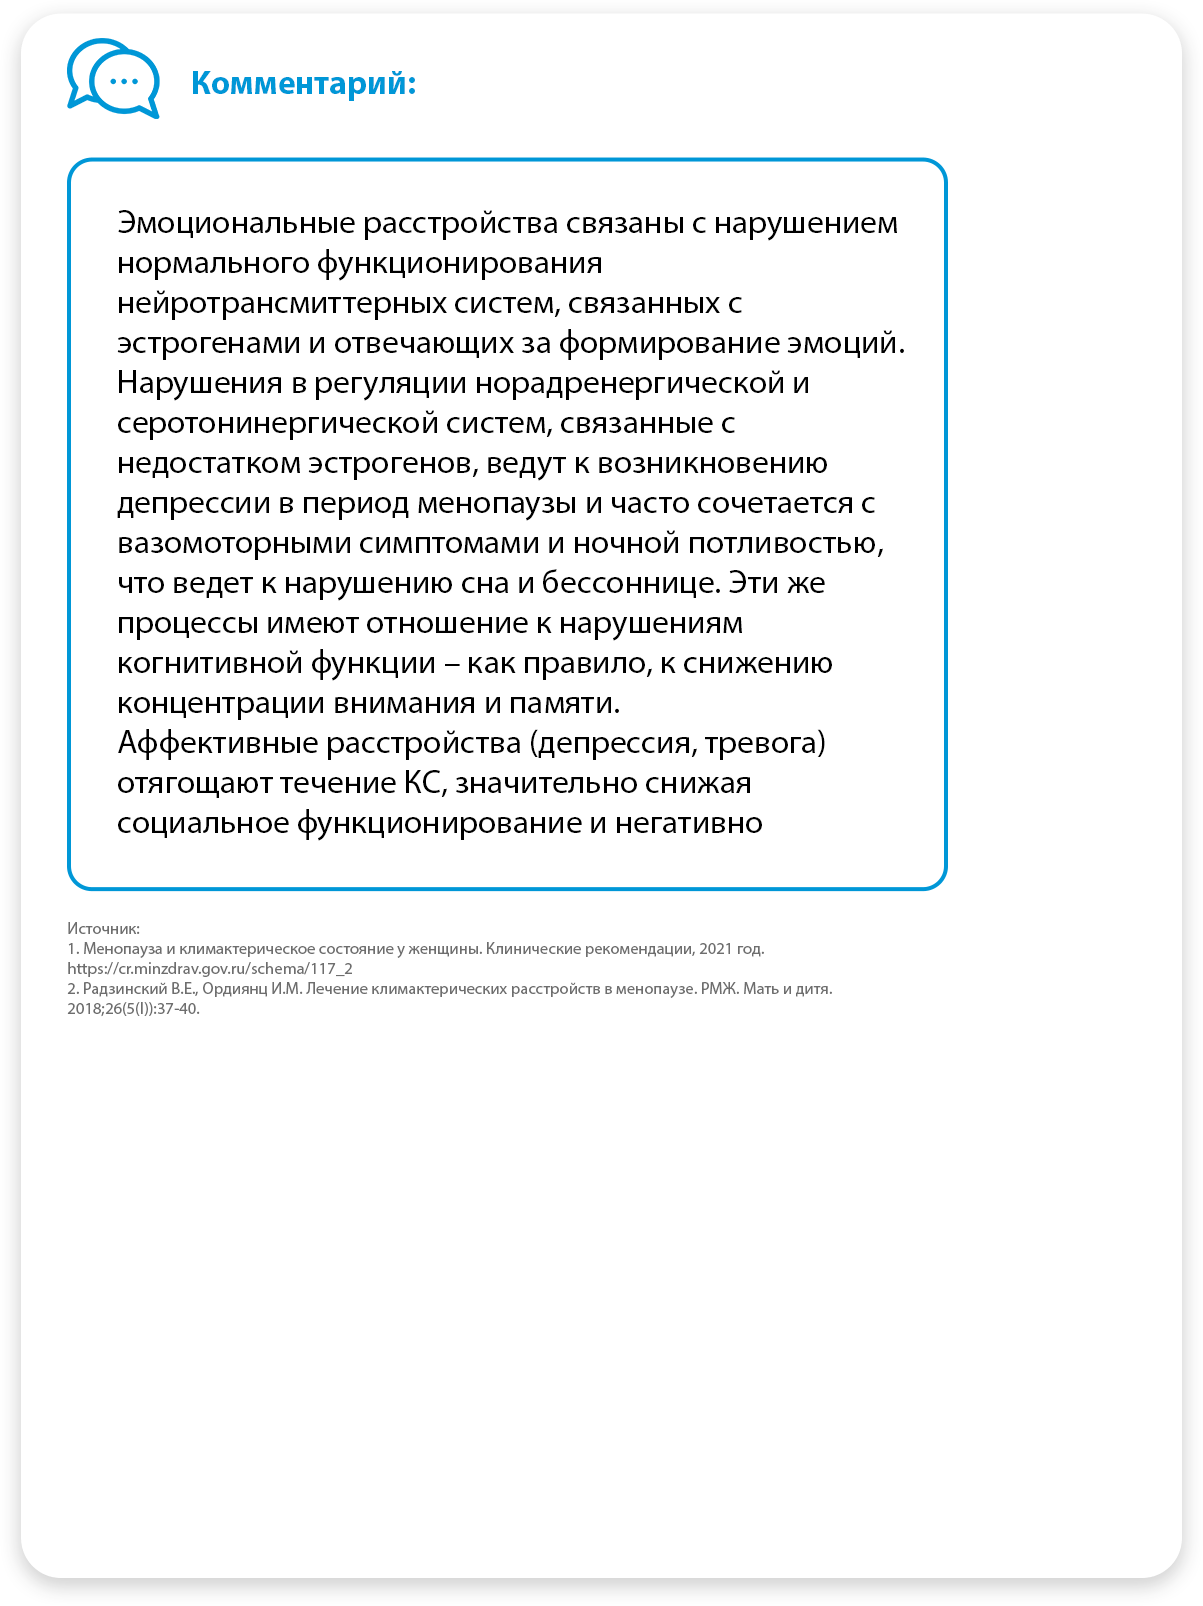 Комментарий:
Эмоциональные расстройства связаны с нарушением
нормального функционирования
нейротрансмиттерных систем, связанных с
эстрогенами и отвечающих за формирование эмоций.
Нарушения в регуляции норадренергической и
серотонинергической систем, связанные с
недостатком эстрогенов, ведут к возникновению
депрессии в период менопаузы и часто сочетается с
вазомоторными симптомами и ночной потливостью,
что ведет к нарушению сна и бессоннице. Эти же
процессы имеют отношение к нарушениям
когнитивной функции – как правило, к снижению
концентрации внимания и памяти.
Аффективные расстройства (депрессия, тревога)
отягощают течение КС, значительно снижая
социальное функционирование и негативно
Источник:
1. Менопауза и климактерическое состояние у женщины. Клинические рекомендации, 2021 год.
https://cr.minzdrav.gov.ru/schema/117_2
2. Радзинский В.Е., Ордиянц И.М. Лечение климактерических расстройств в менопаузе. РМЖ. Мать и дитя.
2018;26(5(I)):37-40.